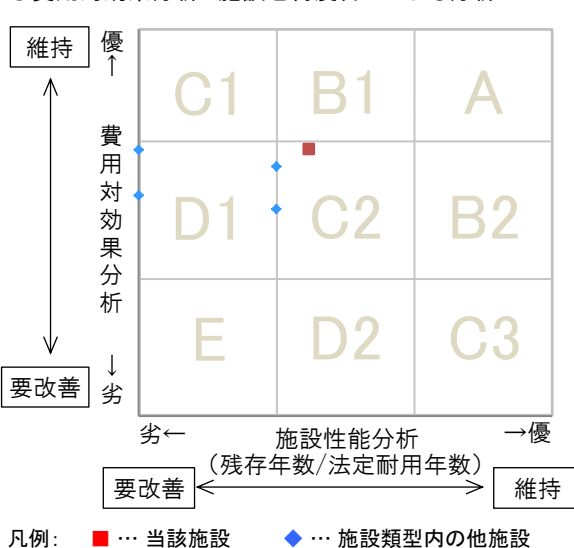 維持
優
↑
費用対効果分析
↓
劣
要改善
C1 B1 A
D1 C2 B2
E D2 C3
劣← 施設性能分析 →優
（残存年数/法定耐用年数）
要改善 維持
凡例： ■ … 当該施設 ◆ … 施設類型内の他施設